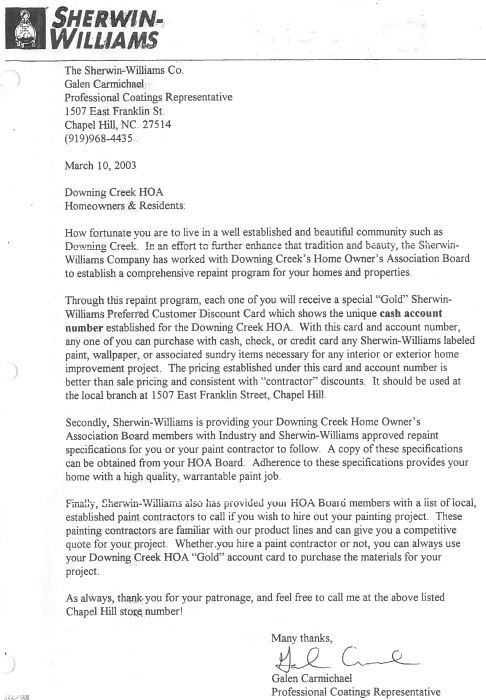 SHERWIN-
WILLIAMS
The Sherwin-Williams Co.
Galen Carmichael
Professional Coatings Representative
1507 East Franklin St.
Chapel Hill, NC. 27514
(919)968-4435
March 10, 2003
Downing Creek HOA
Homeowners & Residents:
How fortunate you are to live in a well established and beautiful community such as
Downing Creek. In an effort to further enhance that tradition and beauty, the Sherwin-
Williams Company has worked with Downing Creek's Home Owner's Association Board
to establish a comprehensive repaint program for your homes and properties.
Through this repaint program, each one of you will receive a special "Gold" Sherwin-
Williams Preferred Customer Discount Card which shows the unique cash account
number established for the Downing Creek HOA. With this card and account number,
any one of you can purchase with cash, check, or credit card any Sherwin-Williams labeled
paint, wallpaper, or associated sundry items necessary for any interior or exterior home
improvement project. The pricing established under this card and account number is
better than sale pricing and consistent with "contractor" discounts. It should be used at
the local branch at 1507 East Franklin Street, Chapel Hill.
Secondly, Sherwin-Williams is providing your Downing Creek Home Owner's
Association Board members with Industry and Sherwin-Williams approved repaint
specifications for you or your paint contractor to follow. A copy of these specifications
can be obtained from your HOA Board. Adherence to these specifications provides your
home with a high quality, warrantable paint job.
Finally, Sherwin-Williams also has provided your HOA Board members with a list of local,
established paint contractors to call if you wish to hire out your painting project. These
painting contractors are familiar with our product lines and can give you a competitive
quote for your project. Whether you hire a paint contractor or not, you can always use
your Downing Creek HOA "Gold" account card to purchase the materials for your
project.
As always, thank you for your patronage, and feel free to call me at the above listed
Chapel Hill store number!
Many thanks,
Galen Carmichael
Professional Coatings Representative